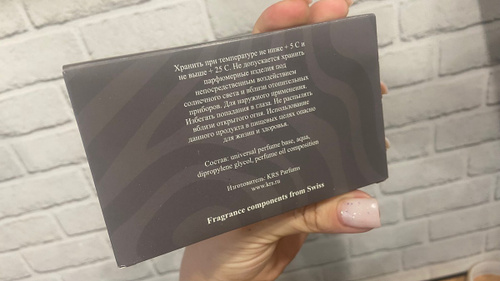 Хранить при температуре не ниже + 5 С и
не выше + 25 С. Не допускается хранить
парфюмерные изделия под
непосредственным воздействием
солнечного света и вблизи отопительных
приборов. Для наружного применения.
Избегать попадания в глаза. Не распылять
вблизи открытого огня. Использование
данного продукта в пищевых целях опасно
для жизни и здоровья.
Состав: universal perfume base, aqua,
dipropylene glycol, perfume oil composition
Изготовитель: KRS Parfums
Fragrance components from Swiss